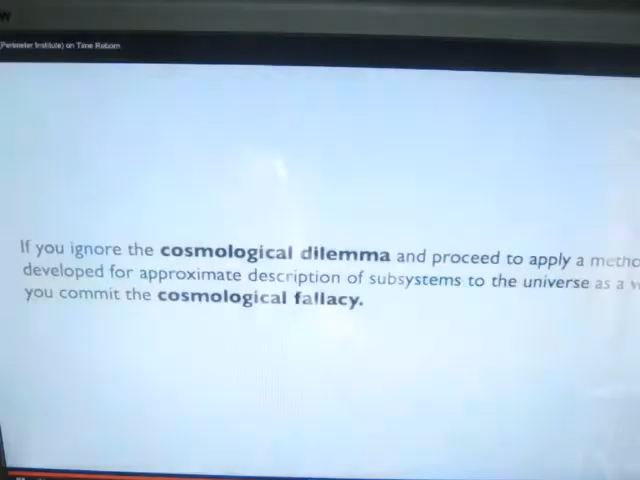 (Perimeter Institute) on Time Reborn
If you ignore the cosmological dilemma and proceed to apply a
developed for approximate description of subsystems to the universe as a
you commit the cosmological fallacy.